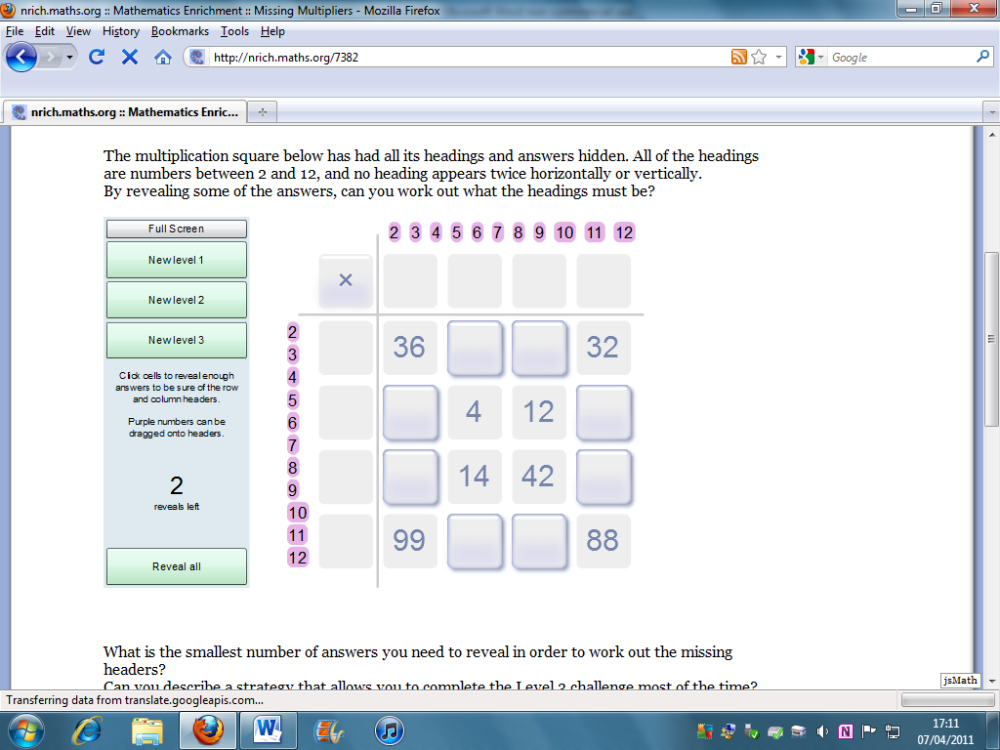 nrich.maths.org :: Mathematics Enrichment :: Missing Multipliers - Mozilla Firefox
File Edit View History Bookmarks Tools Help
http://nrich.maths.org/7382
Google
nrich.maths.org :: Mathematics Enric...
The multiplication square below has had all its headings and answers hidden. All of the headings
are numbers between 2 and 12, and no heading appears twice horizontally or vertically.
By revealing some of the answers, can you work out what the headings must be?
Full Screen
New level 1
New level 2
New level 3
Click cells to reveal enough
answers to be sure of the row
and column headers.
Purple numbers can be
dragged onto headers.
2
reveals left
Reveal all
2 3 4 5 6 7 8 9 10 11 12
×
2
3
4
5
6
7
8
9
10
11
12
36 32
4 12
14 42
99 88
What is the smallest number of answers you need to reveal in order to work out the missing
headers?
Can you describe a strategy that allows you to complete the Level 3 challenge most of the time?
jsMath
Transferring data from translate.googleapis.com...
17:11
07/04/2011